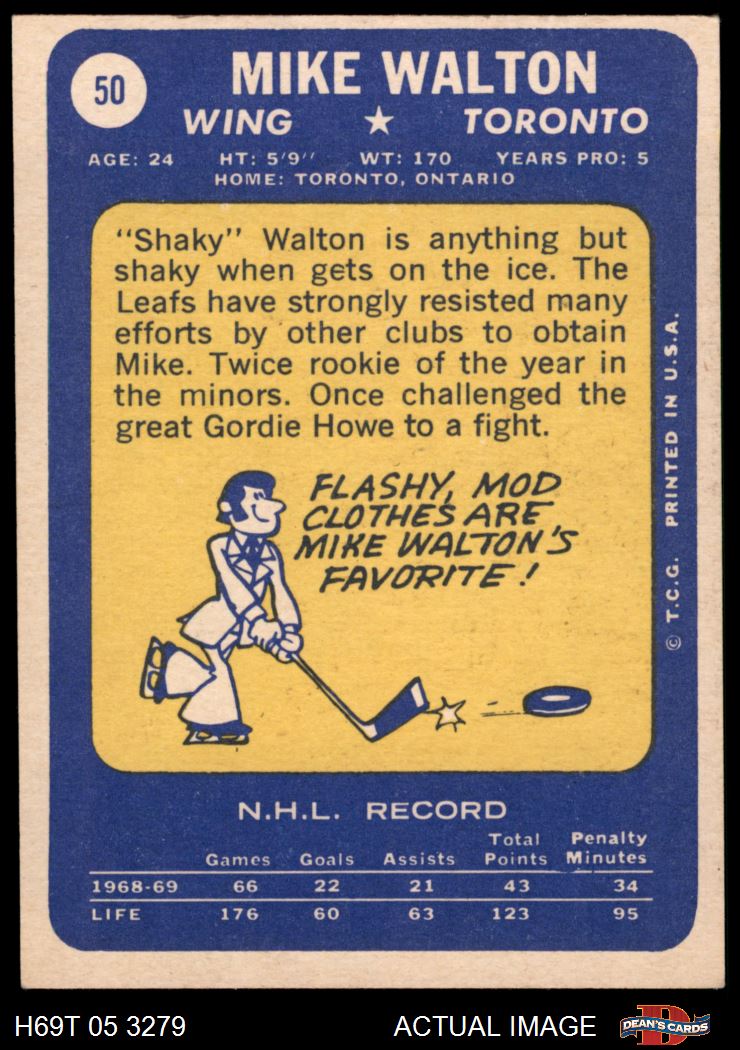 50
MIKE WALTON
WING ★ TORONTO
AGE: 24 HT: 5'9" WT: 170 YEARS PRO: 5
HOME: TORONTO, ONTARIO
"Shaky" Walton is anything but
shaky when gets on the ice. The
Leafs have strongly resisted many
efforts by other clubs to obtain
Mike. Twice rookie of the year in
the minors. Once challenged the
great Gordie Howe to a fight.
FLASHY, MOD
CLOTHES ARE
MIKE WALTON'S
FAVORITE!
© T.C.G. PRINTED IN U.S.A.
N.H.L. RECORD
Games Goals Assists Total Points Penalty Minutes
1968-69 66 22 21 43 34
LIFE 176 60 63 123 95
H69T 05 3279 ACTUAL IMAGE D DEAN'S CARDS